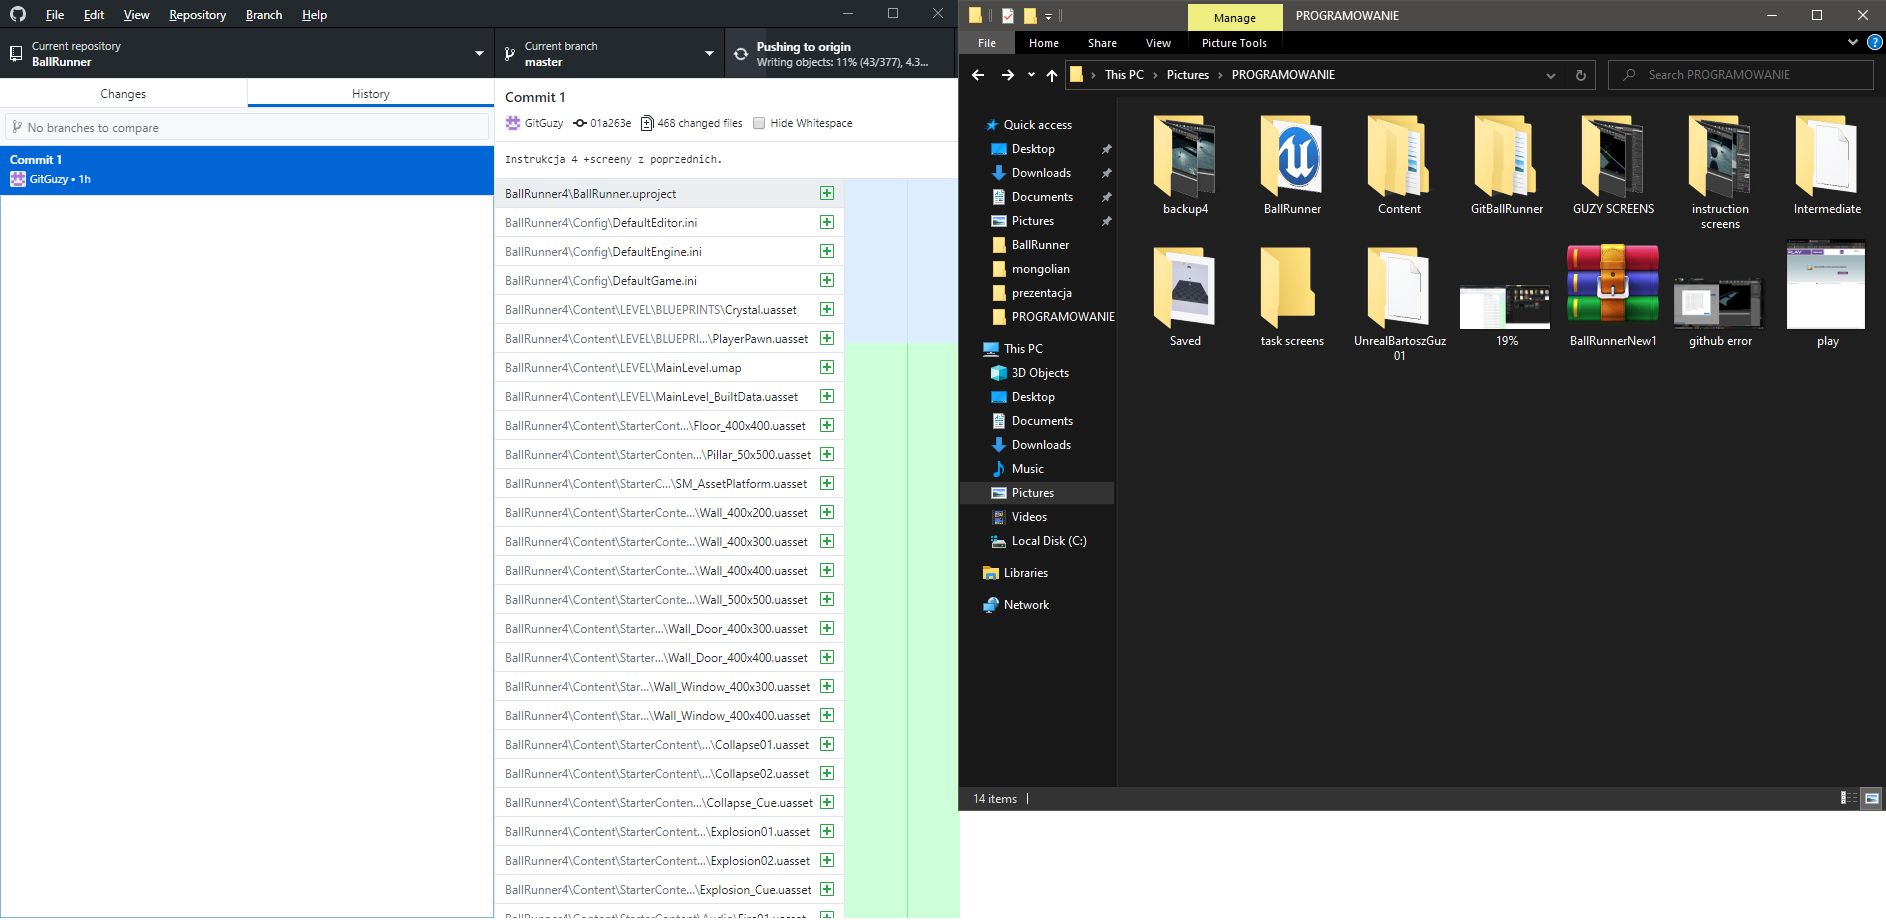 File Edit View Repository Branch Help
Current repository
BallRunner
Current branch
master
Pushing to origin
Writing objects: 11% (43/377), 4.3...
Changes
History
No branches to compare
Commit 1
GitGuzy • 1h
Commit 1
GitGuzy 01a263e 468 changed files Hide Whitespace
Instrukcja 4 +screeny z poprzednich.
BallRunner4\BallRunner.uproject
BallRunner4\Config\DefaultEditor.ini
BallRunner4\Config\DefaultEngine.ini
BallRunner4\Config\DefaultGame.ini
BallRunner4\Content\LEVEL\BLUEPRINTS\Crystal.uasset
BallRunner4\Content\LEVEL\BLUEPRI...\PlayerPawn.uasset
BallRunner4\Content\LEVEL\MainLevel.umap
BallRunner4\Content\LEVEL\MainLevel_BuiltData.uasset
BallRunner4\Content\StarterCont...\Floor_400x400.uasset
BallRunner4\Content\StarterConten...\Pillar_50x500.uasset
BallRunner4\Content\StarterC...\SM_AssetPlatform.uasset
BallRunner4\Content\StarterConte...\Wall_400x200.uasset
BallRunner4\Content\StarterConte...\Wall_400x300.uasset
BallRunner4\Content\StarterConte...\Wall_400x400.uasset
BallRunner4\Content\StarterConte...\Wall_500x500.uasset
BallRunner4\Content\Starter...\Wall_Door_400x300.uasset
BallRunner4\Content\Starter...\Wall_Door_400x400.uasset
BallRunner4\Content\Star...\Wall_Window_400x300.uasset
BallRunner4\Content\Star...\Wall_Window_400x400.uasset
BallRunner4\Content\StarterContent\...\Collapse01.uasset
BallRunner4\Content\StarterContent\...\Collapse02.uasset
BallRunner4\Content\StarterConten...\Collapse_Cue.uasset
BallRunner4\Content\StarterContent...\Explosion01.uasset
BallRunner4\Content\StarterContent...\Explosion02.uasset
BallRunner4\Content\StarterConte...\Explosion_Cue.uasset
BallRunner4\Content\StarterContent\Audio\Fire01.uasset
Manage
PROGRAMOWANIE
File Home Share View Picture Tools
This PC Pictures PROGRAMOWANIE
Search PROGRAMOWANIE
Quick access
Desktop
Downloads
Documents
Pictures
BallRunner
mongolian
prezentacja
PROGRAMOWANIE
This PC
3D Objects
Desktop
Documents
Downloads
Music
Pictures
Videos
Local Disk (C:)
Libraries
Network
backup4
BallRunner
Content
GitBallRunner
GUZY SCREENS
instruction
screens
Intermediate
Saved
task screens
UnrealBartoszGuz
01
19%
BallRunnerNew1
github error
play
14 items